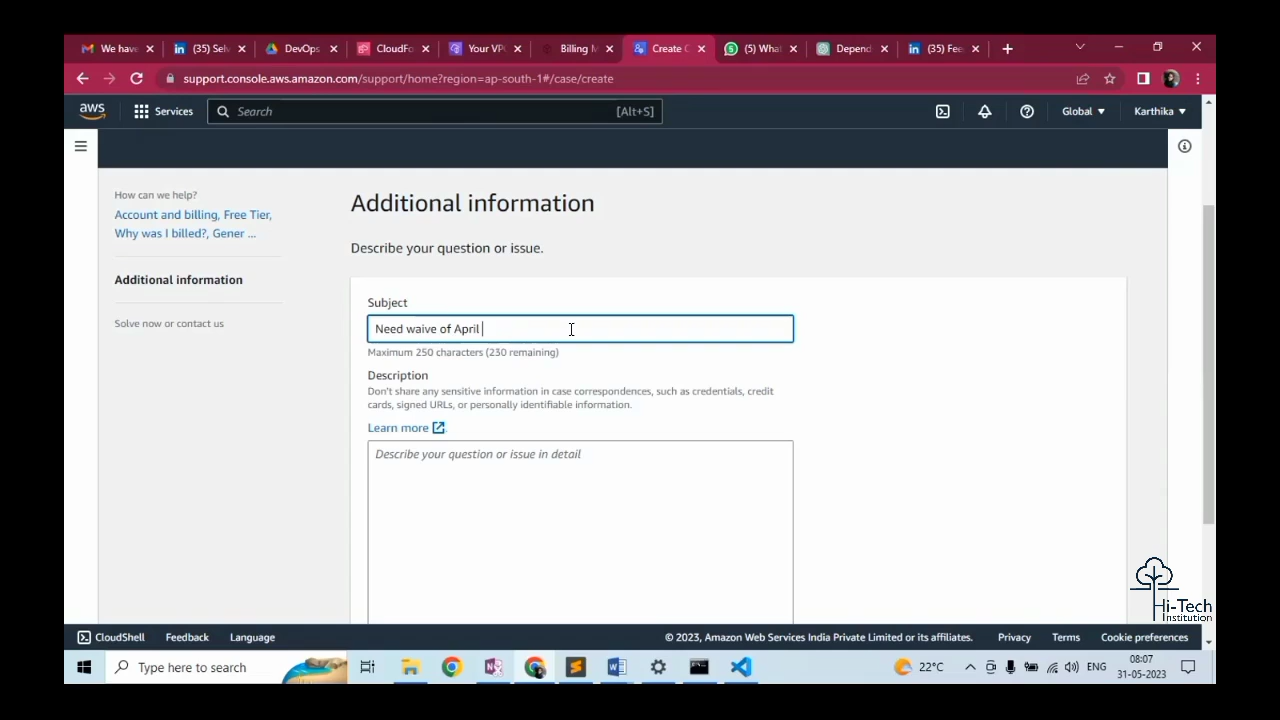 We have
(35) Selv
DevOps
CloudFo
Your VP
Billing M
Create C
(5) What
Depend
(35) Fee
support.console.aws.amazon.com/support/home?region=ap-south-1#/case/create
aws
Services
Search
[Alt+S]
Global
Karthika
How can we help?
Account and billing, Free Tier,
Why was I billed?, Gener ...
Additional information
Solve now or contact us
Additional information
Describe your question or issue.
Subject
Need waive of April
Maximum 250 characters (230 remaining)
Description
Don't share any sensitive information in case correspondences, such as credentials, credit
cards, signed URLs, or personally identifiable information.
Learn more
Describe your question or issue in detail
Hi-Tech
Institution
CloudShell
Feedback
Language
© 2023, Amazon Web Services India Private Limited or its affiliates.
Privacy
Terms
Cookie preferences
Type here to search
22°C
ENG
08:07
31-05-2023